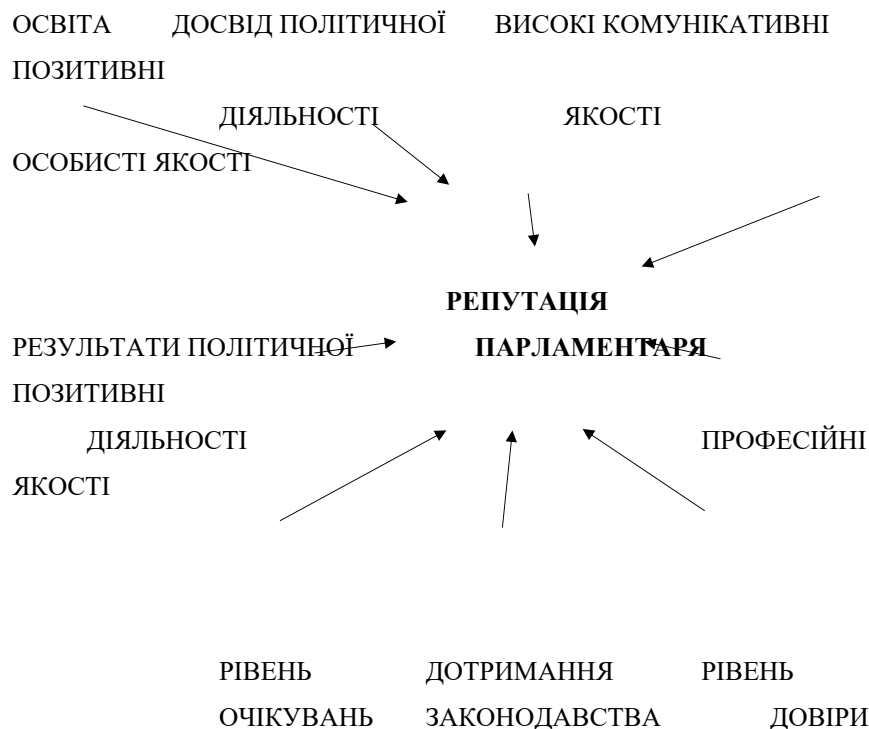 ОСВІТА ДОСВІД ПОЛІТИЧНОЇ ВИСОКІ КОМУНІКАТИВНІ
ПОЗИТИВНІ
ДІЯЛЬНОСТІ ЯКОСТІ
ОСОБИСТІ ЯКОСТІ
РЕПУТАЦІЯ
РЕЗУЛЬТАТИ ПОЛІТИЧНОЇ ПАРЛАМЕНТАРЯ
ПОЗИТИВНІ
ДІЯЛЬНОСТІ ПРОФЕСІЙНІ
ЯКОСТІ
РІВЕНЬ ДОТРИМАННЯ РІВЕНЬ
ОЧІКУВАНЬ ЗАКОНОДАВСТВА ДОВІРИ